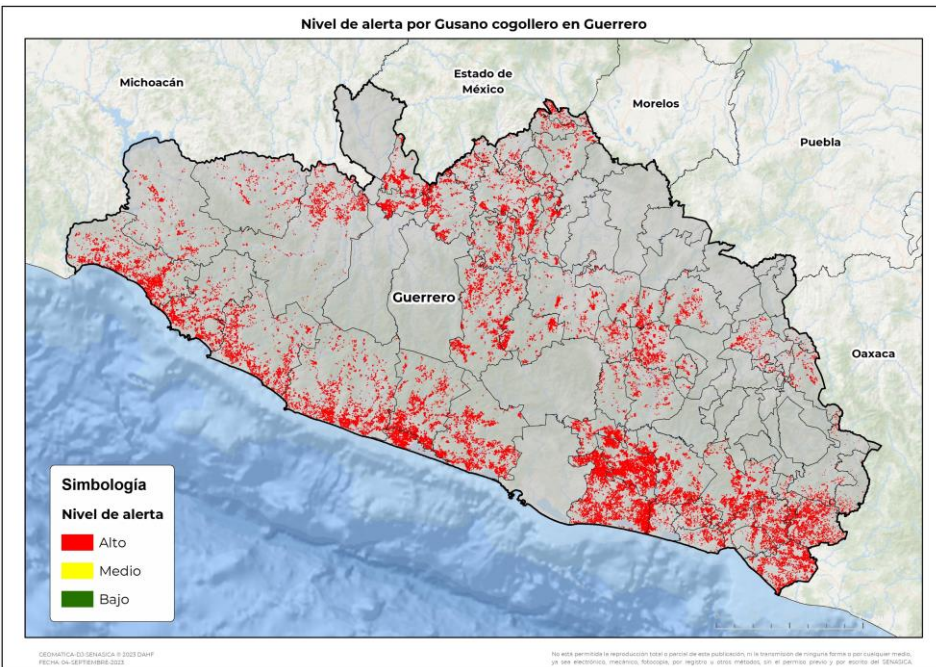 Nivel de alerta por Gusano cogollero en Guerrero
Michoacán
Estado de
México
Morelos
Puebla
Guerrero
Oaxaca
Simbología
Nivel de alerta
Alto
Medio
Bajo
GEOMÁTICA-DJ-SENASICA © 2023 DAHF
FECHA: 04-SEPTIEMBRE-2023
No está permitida la reproducción total o parcial de esta publicación, ni la transmisión de ninguna forma o por cualquier medio,
ya sea electrónico, mecánico, fotocopia, por registro u otros métodos, sin el permiso previo y por escrito del SENASICA.